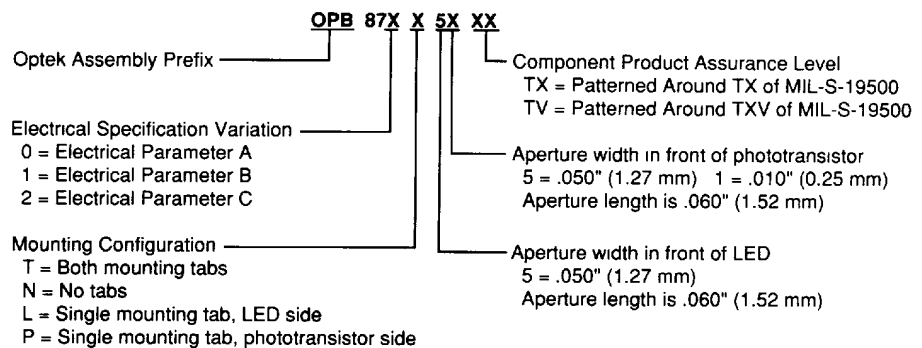 OPB 87X X 5X XX
Optek Assembly Prefix
Electrical Specification Variation
0 = Electrical Parameter A
1 = Electrical Parameter B
2 = Electrical Parameter C
Mounting Configuration
T = Both mounting tabs
N = No tabs
L = Single mounting tab, LED side
P = Single mounting tab, phototransistor side
Component Product Assurance Level
TX = Patterned Around TX of MIL-S-19500
TV = Patterned Around TXV of MIL-S-19500
Aperture width in front of phototransistor
5 = .050" (1.27 mm) 1 = .010" (0.25 mm)
Aperture length is .060" (1.52 mm)
Aperture width in front of LED
5 = .050" (1.27 mm)
Aperture length is .060" (1.52 mm)